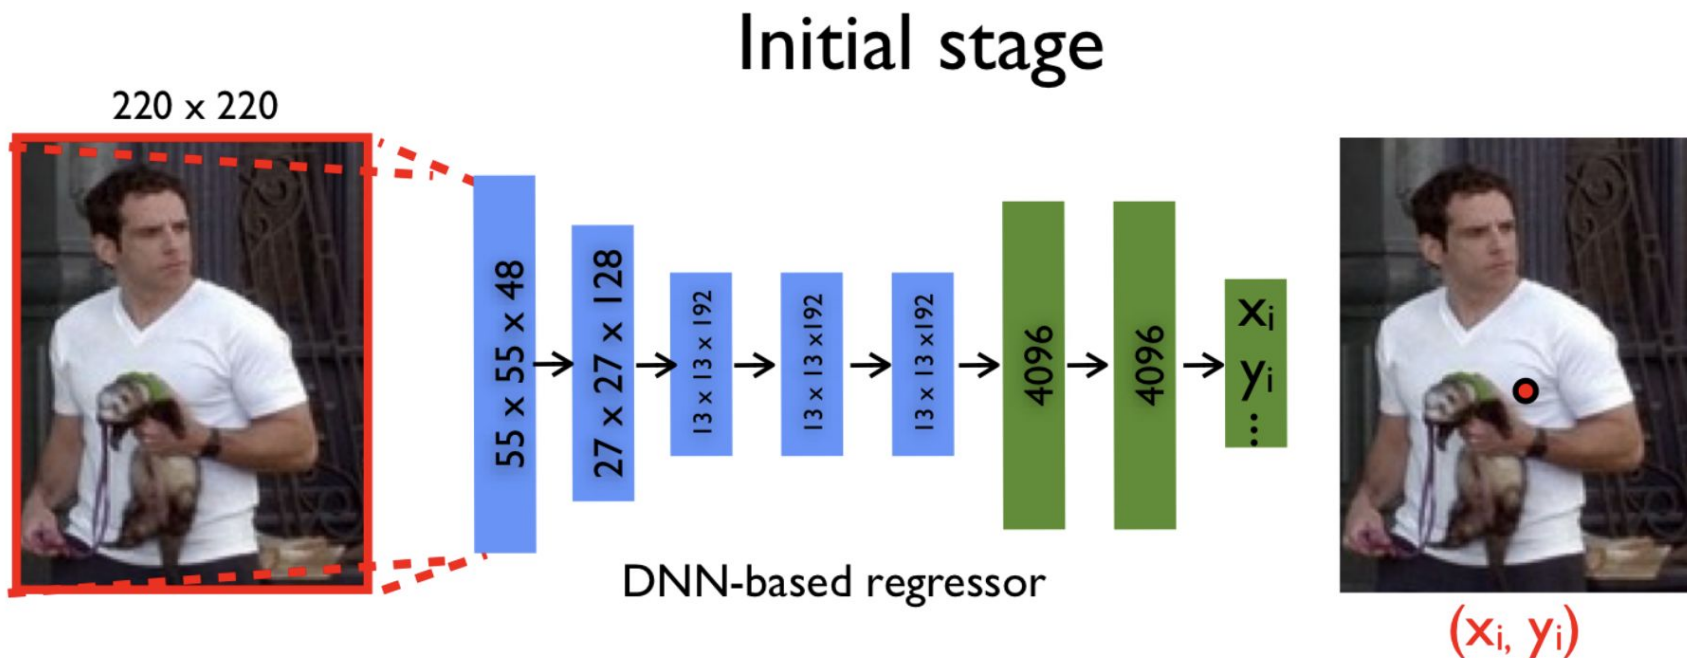 Initial stage
220 x 220
55 x 55 x 48
27 x 27 x 128
13 x 13 x 192
13 x 13 x192
13 x 13 x192
4096
4096
xi
yi
...
DNN-based regressor
(xi, yi)